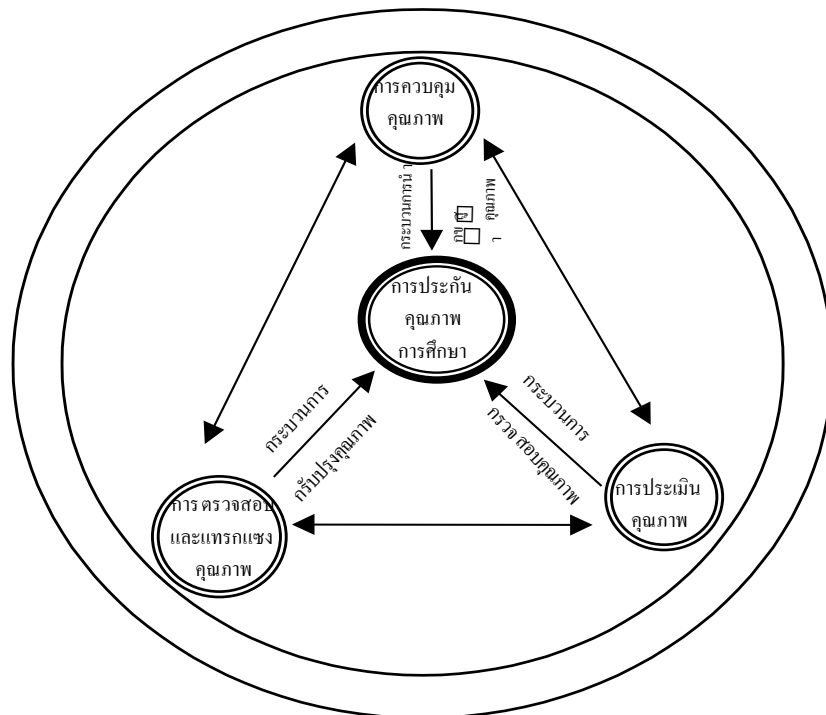 การควบคุม
คุณภาพ
กระบวนการนำ
คุณภาพ
การประกัน
คุณภาพ
การศึกษา
กระบวนการ
กรับปรุงคุณภาพ
กระบวนการ
กรวจ สอบคุณภาพ
การตรวจสอบ
และแทรกแซง
คุณภาพ
การประเมิน
คุณภาพ